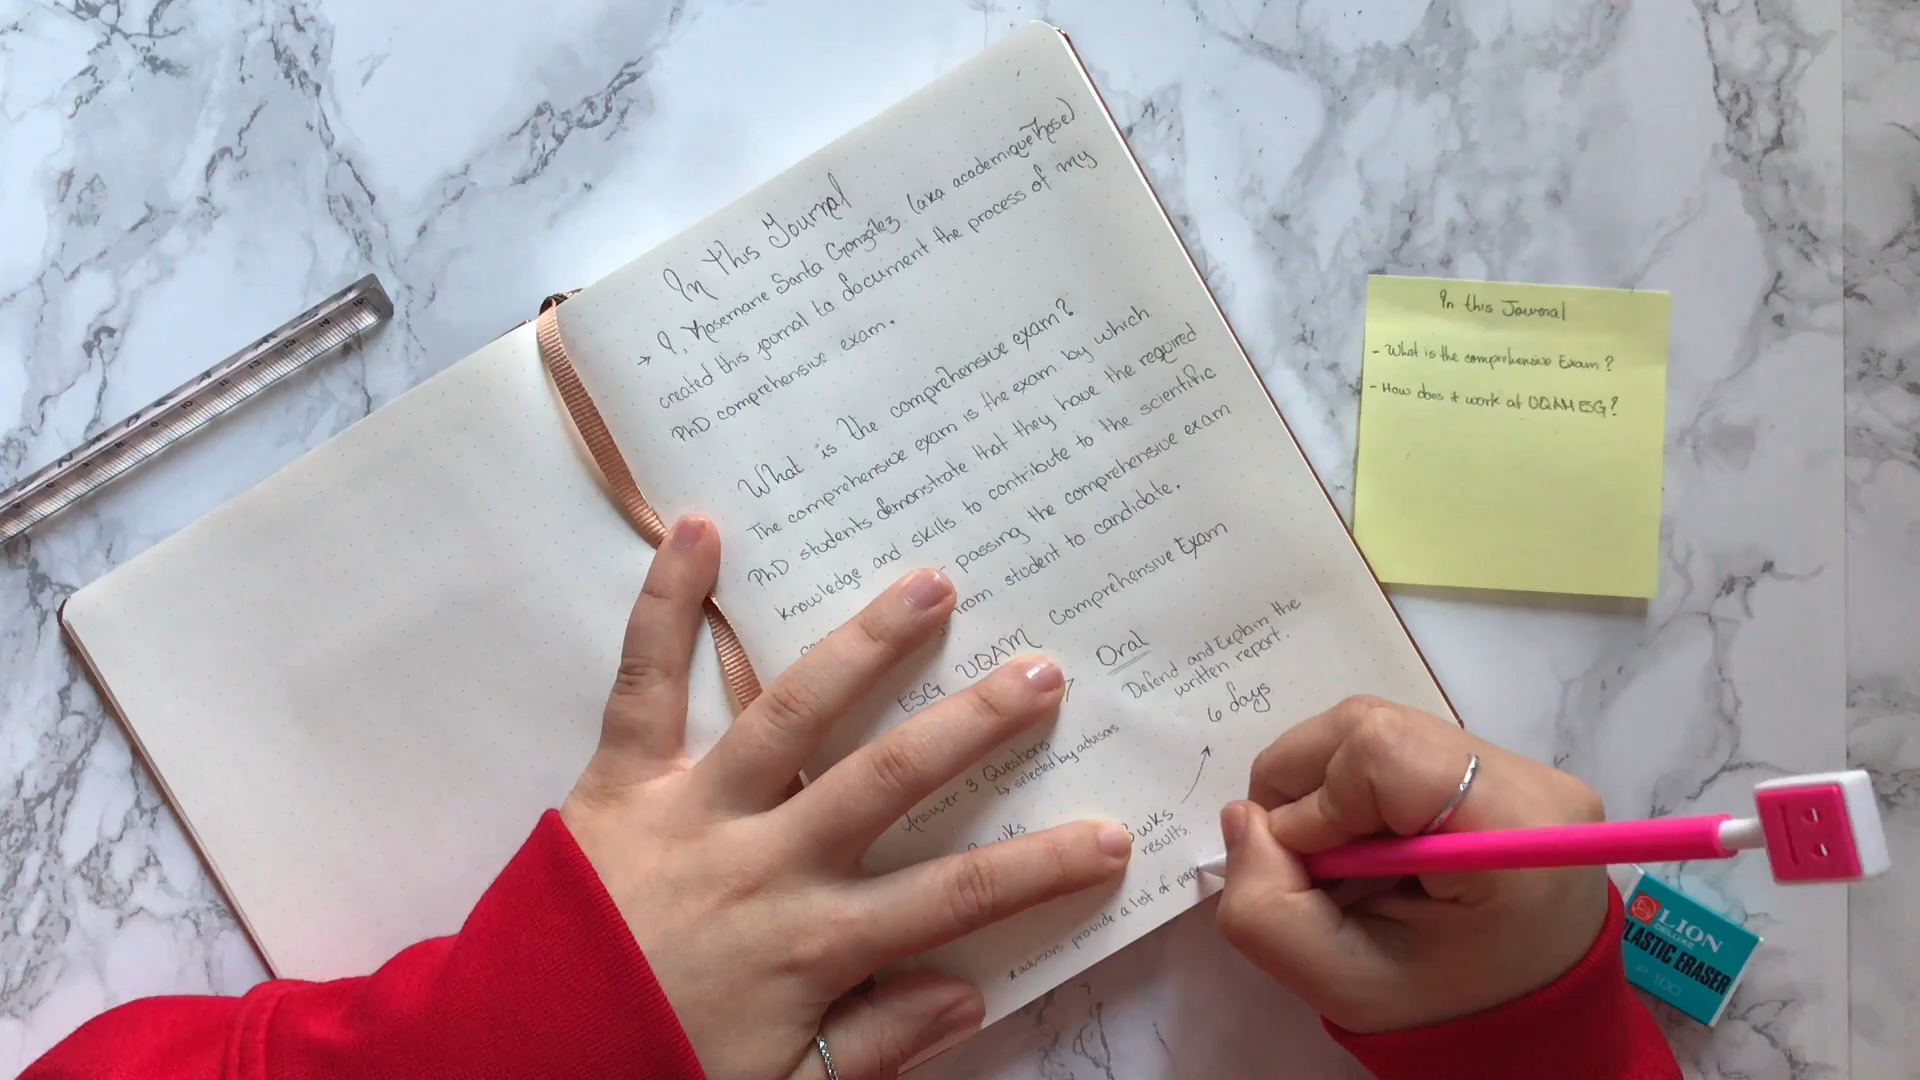 In this Journal
→ I, Rosemarie Santa González (aka academiqueRose)
created this journal to document the process of my
PhD comprehensive exam.
What is the comprehensive exam?
The comprehensive exam is the exam by which
PhD students demonstrate that they have the required
knowledge and skills to contribute to the scientific
passing the comprehensive exam
from student to candidate.
ESG UQAM Comprehensive Exam
Oral
Defend and Explain the
written report.
6 days
Answer 3 Questions
↳ selected by advisors
wks
wks
results
*advisors provide a list of pap
In this Journal
- What is the comprehensive Exam?
- How does it work at UQAM ESG?
LION
DELUXE
PLASTIC ERASER
100